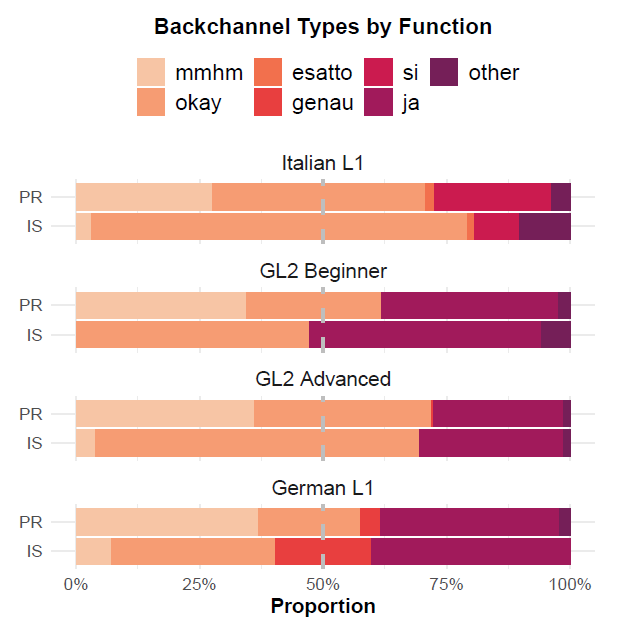 Backchannel Types by Function
mmhm esatto si other
okay genau ja
Italian L1
PR
IS
GL2 Beginner
PR
IS
GL2 Advanced
PR
IS
German L1
PR
IS
0% 25% 50% 75% 100%
Proportion